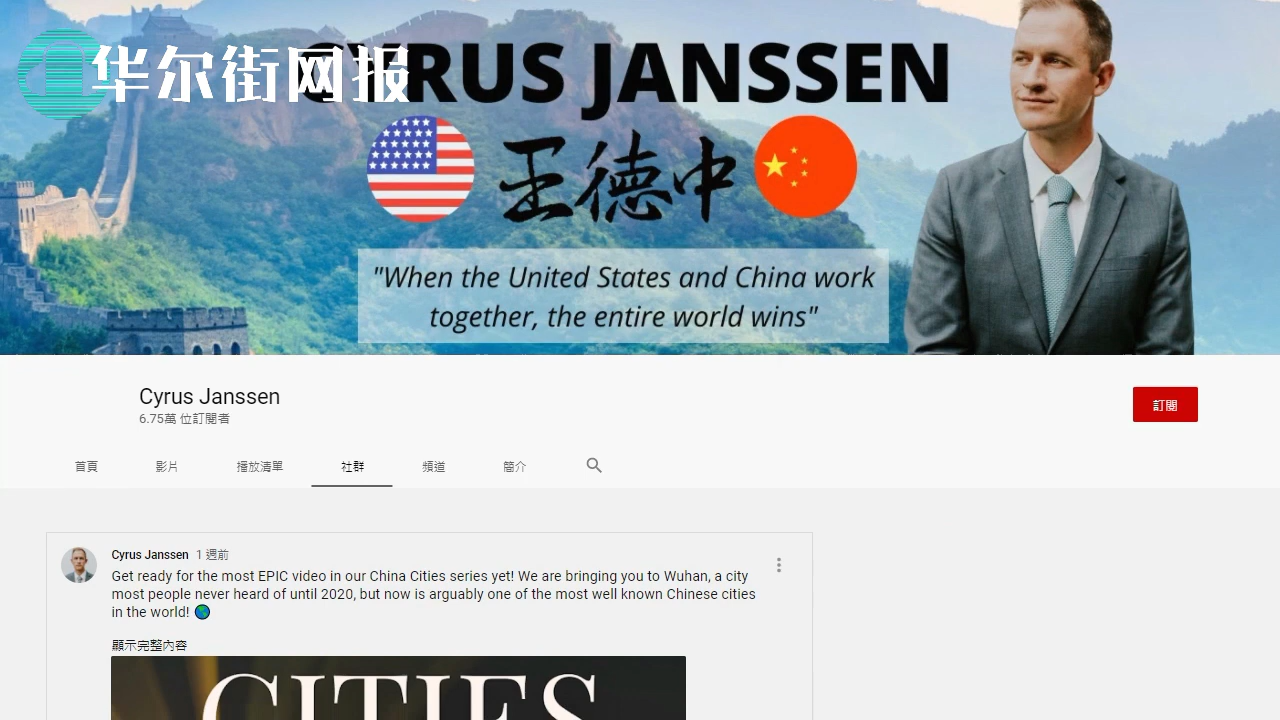 华尔街网报
CYRUS JANSSEN
王德中
"When the United States and China work
together, the entire world wins"
Cyrus Janssen
6.75萬 位訂閱者
訂閱
首頁 影片 播放清單 社群 頻道 簡介
Cyrus Janssen 1 週前
Get ready for the most EPIC video in our China Cities series yet! We are bringing you to Wuhan, a city
most people never heard of until 2020, but now is arguably one of the most well known Chinese cities
in the world!
顯示完整內容
CITIES